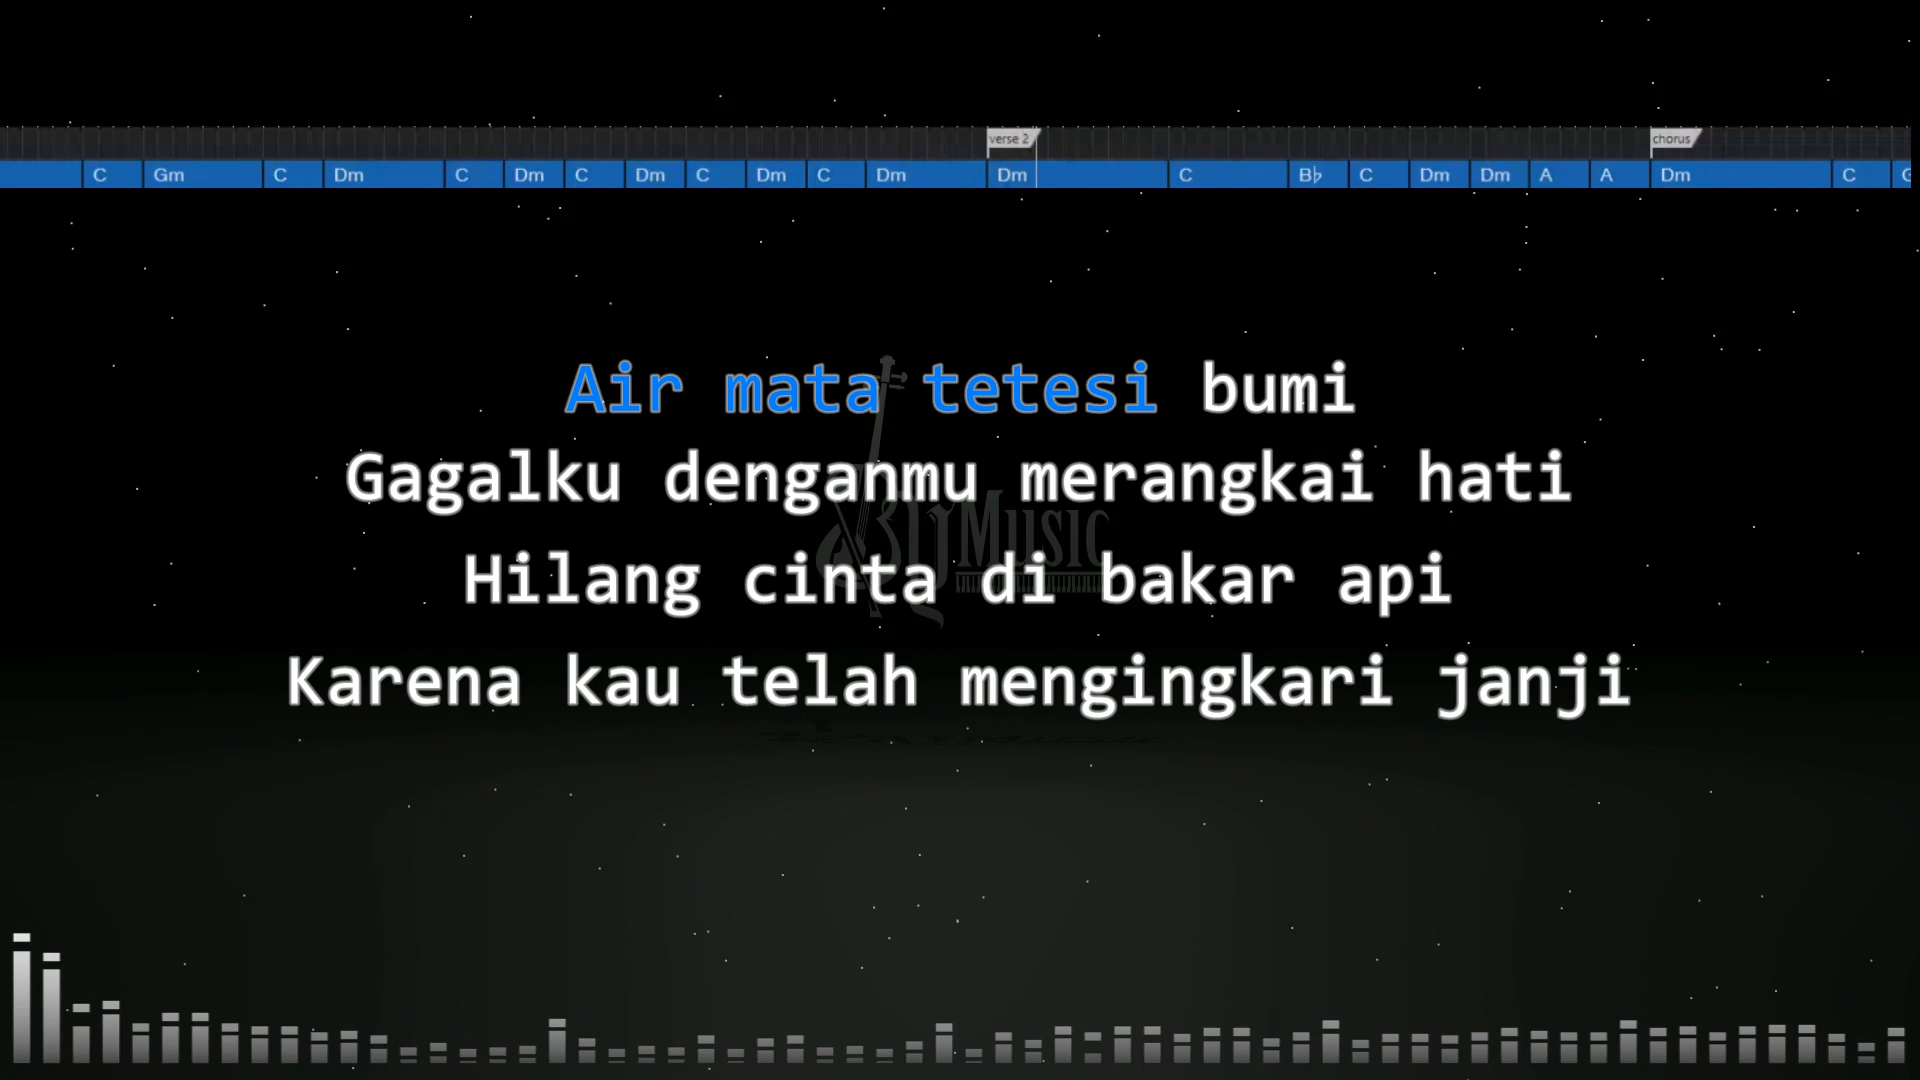 verse 2 chorus
C Gm C Dm C Dm C Dm C Dm C Dm Dm C B♭ C Dm Dm A A Dm C
Air mata tetesi bumi
Gagalku denganmu merangkai hati
Hilang cinta di bakar api
Karena kau telah mengingkari janji
Music